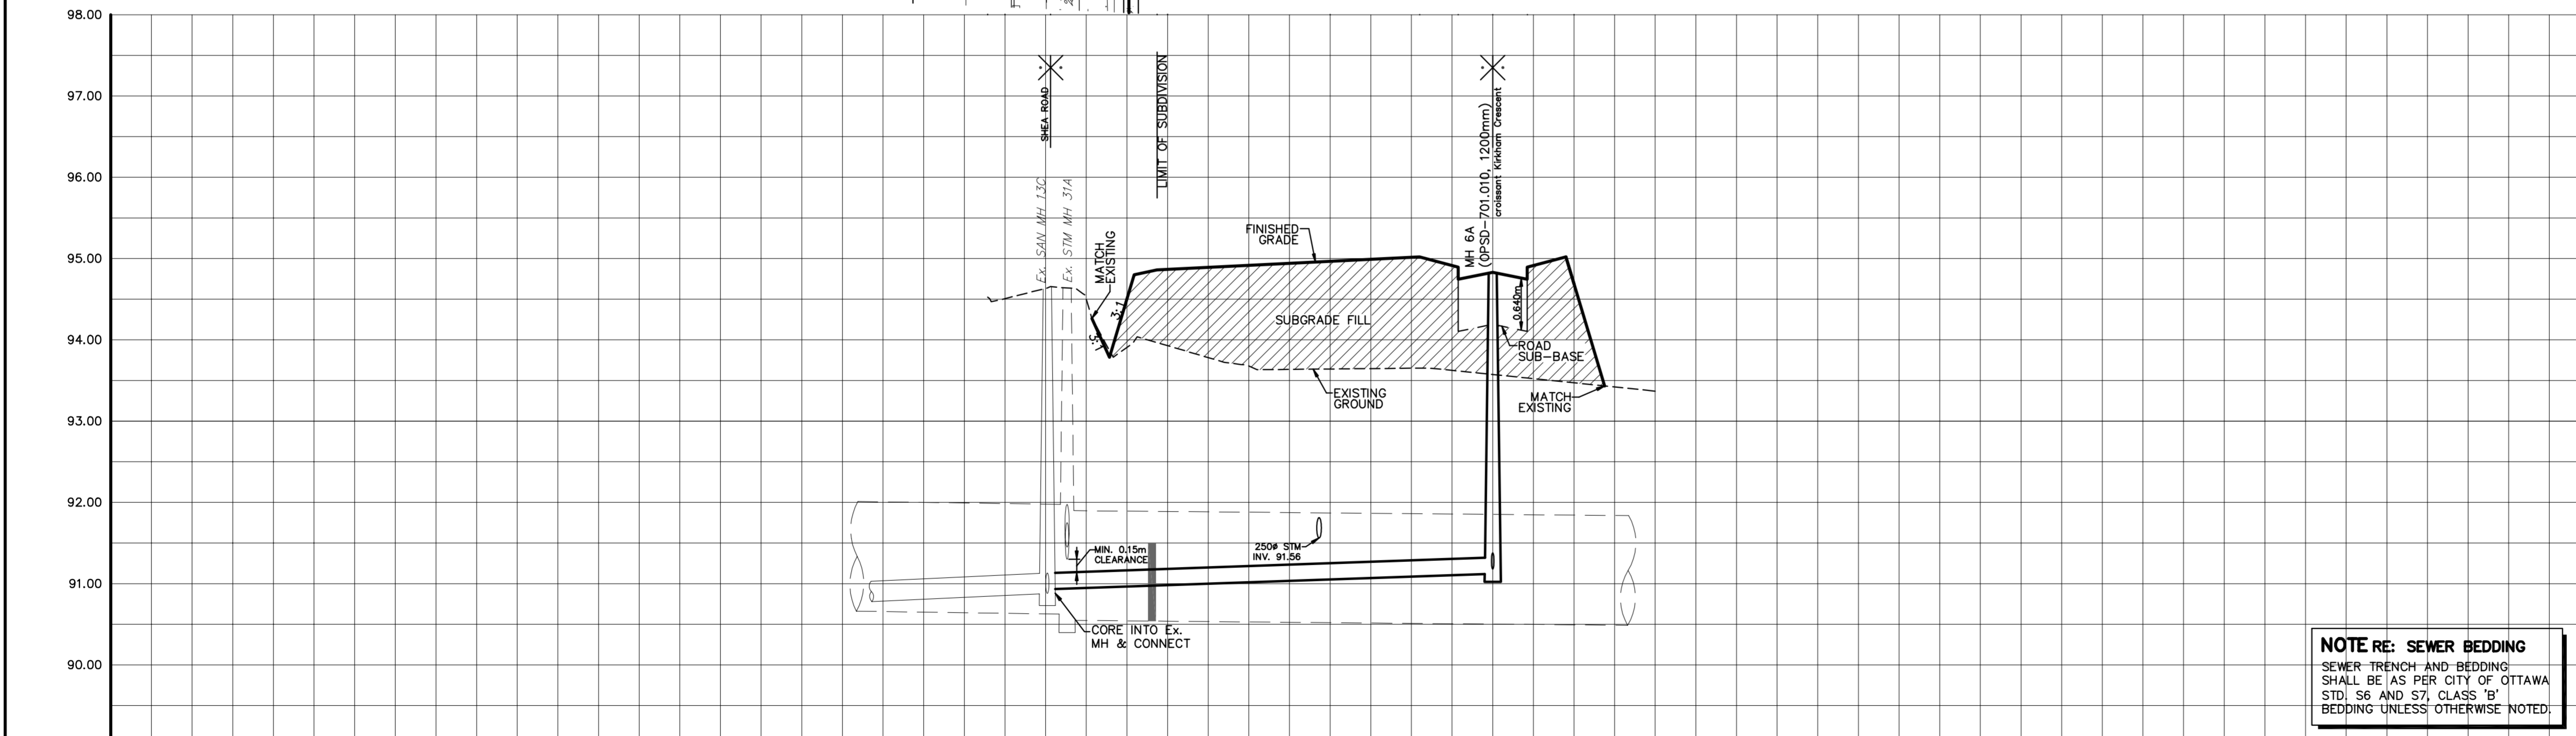 98.00
97.00
96.00
95.00
94.00
93.00
92.00
91.00
90.00
SHEA ROAD
LIMIT OF SUBDIVISION
Ex. SAN MH 13C
Ex. STM MH 31A
MATCH
EXISTING
3:1
FINISHED
GRADE
MH 6A
(OPSD-701.010, 1200mm)
croissant Kirkham Crescent
SUBGRADE FILL
0.640m
ROAD
SUB-BASE
EXISTING
GROUND
MATCH
EXISTING
MIN. 0.15m
CLEARANCE
250ø STM
INV. 91.56
CORE INTO Ex.
MH & CONNECT
NOTE RE: SEWER BEDDING
SEWER TRENCH AND BEDDING
SHALL BE AS PER CITY OF OTTAWA
STD. S6 AND S7, CLASS 'B'
BEDDING UNLESS OTHERWISE NOTED.